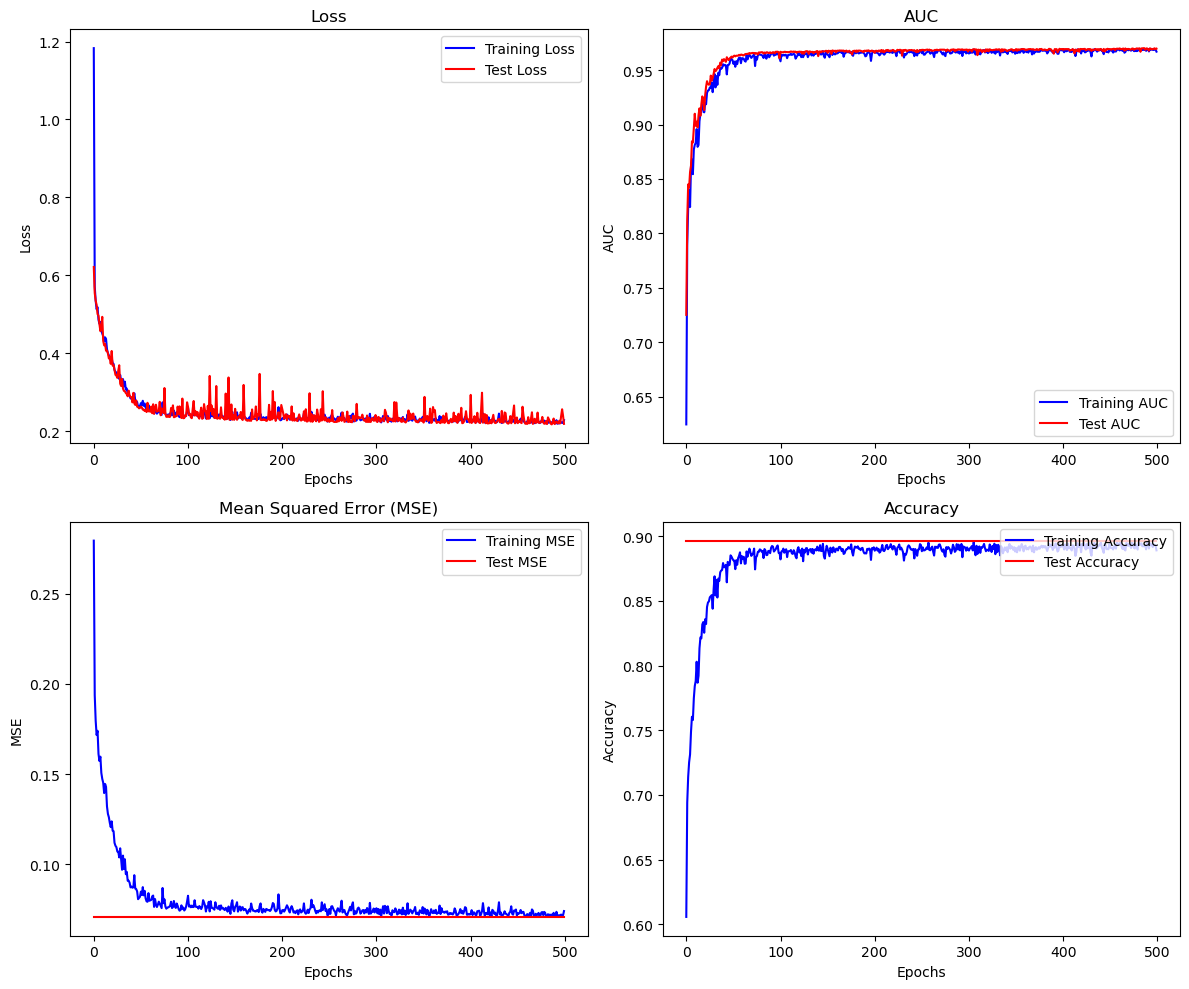 Loss
1.2
1.0
0.8
0.6
0.4
0.2
Loss
Training Loss
Test Loss
0 100 200 300 400 500
Epochs
AUC
0.95
0.90
0.85
0.80
0.75
0.70
0.65
AUC
Training AUC
Test AUC
0 100 200 300 400 500
Epochs
Mean Squared Error (MSE)
0.25
0.20
0.15
0.10
MSE
Training MSE
Test MSE
0 100 200 300 400 500
Epochs
Accuracy
0.90
0.85
0.80
0.75
0.70
0.65
0.60
Accuracy
Training Accuracy
Test Accuracy
0 100 200 300 400 500
Epochs